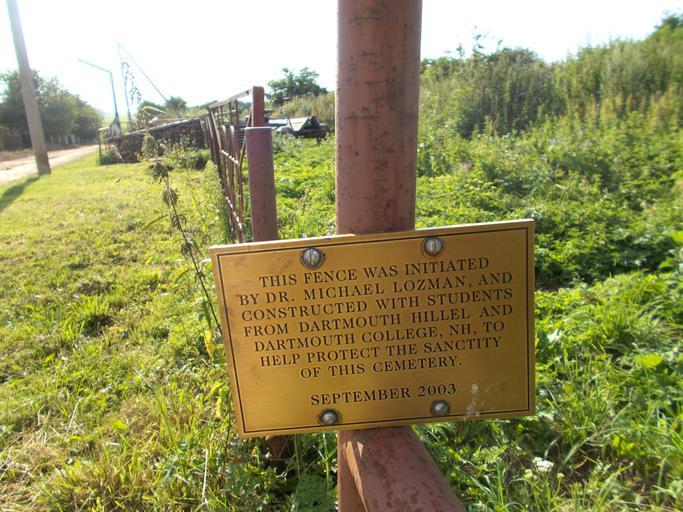 THIS FENCE WAS INITIATED
BY DR. MICHAEL LOZMAN, AND
CONSTRUCTED WITH STUDENTS
FROM DARTMOUTH HILLEL AND
DARTMOUTH COLLEGE, NH, TO
HELP PROTECT THE SANCTITY
OF THIS CEMETERY.
SEPTEMBER 2003